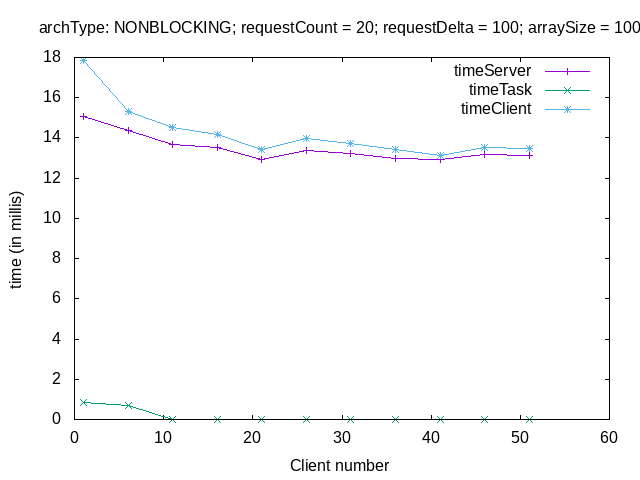 archType: NONBLOCKING; requestCount = 20; requestDelta = 100; arraySize = 100
timeServer
timeTask
timeClient
time (in millis)
18
16
14
12
10
8
6
4
2
0
0 10 20 30 40 50 60
Client number